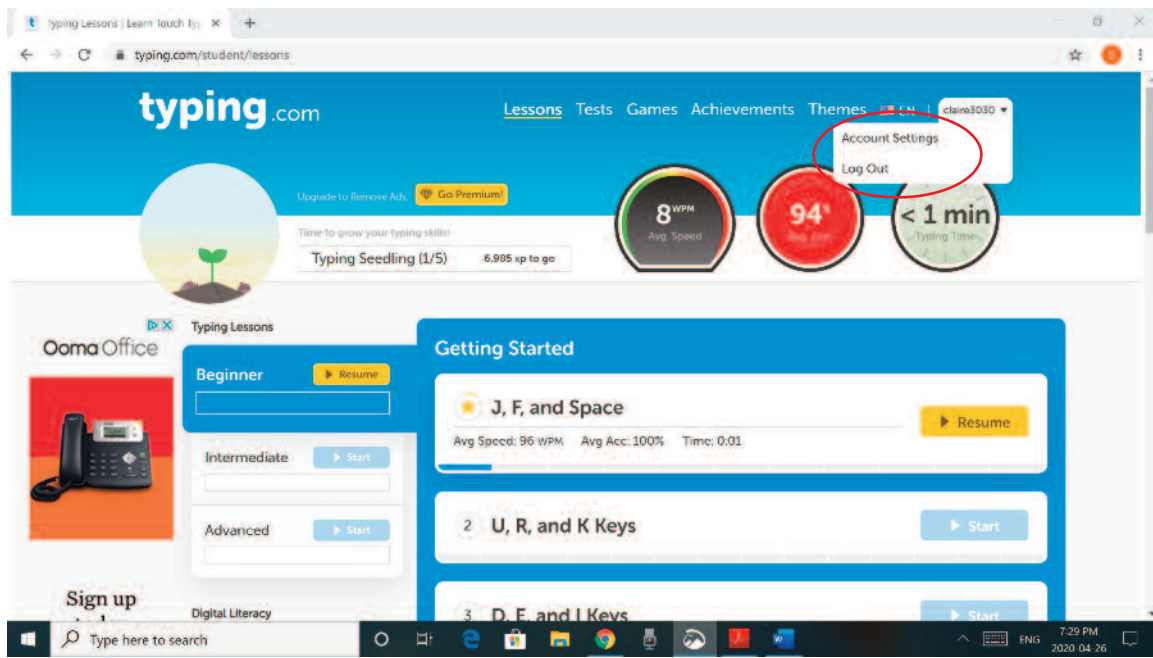 Typing Lessons | Learn Touch Ty
typing.com/student/lessons
typing.com
Lessons Tests Games Achievements Themes EN | claire3030
Account Settings
Log Out
Upgrade to Remove Ads. Go Premium!
8 WPM
Avg. Speed
94%
< 1 min
Typing Time
Time to grow your typing skills!
Typing Seedling (1/5) 6,985 xp to go
Ooma Office
Sign up
Typing Lessons
Beginner Resume
Intermediate Start
Advanced Start
Digital Literacy
Getting Started
J, F, and Space
Avg Speed: 96 WPM Avg Acc: 100% Time: 0:01
Resume
2 U, R, and K Keys Start
3 D, E, and I Keys Start
Type here to search
ENG
7:29 PM
2020-04-26